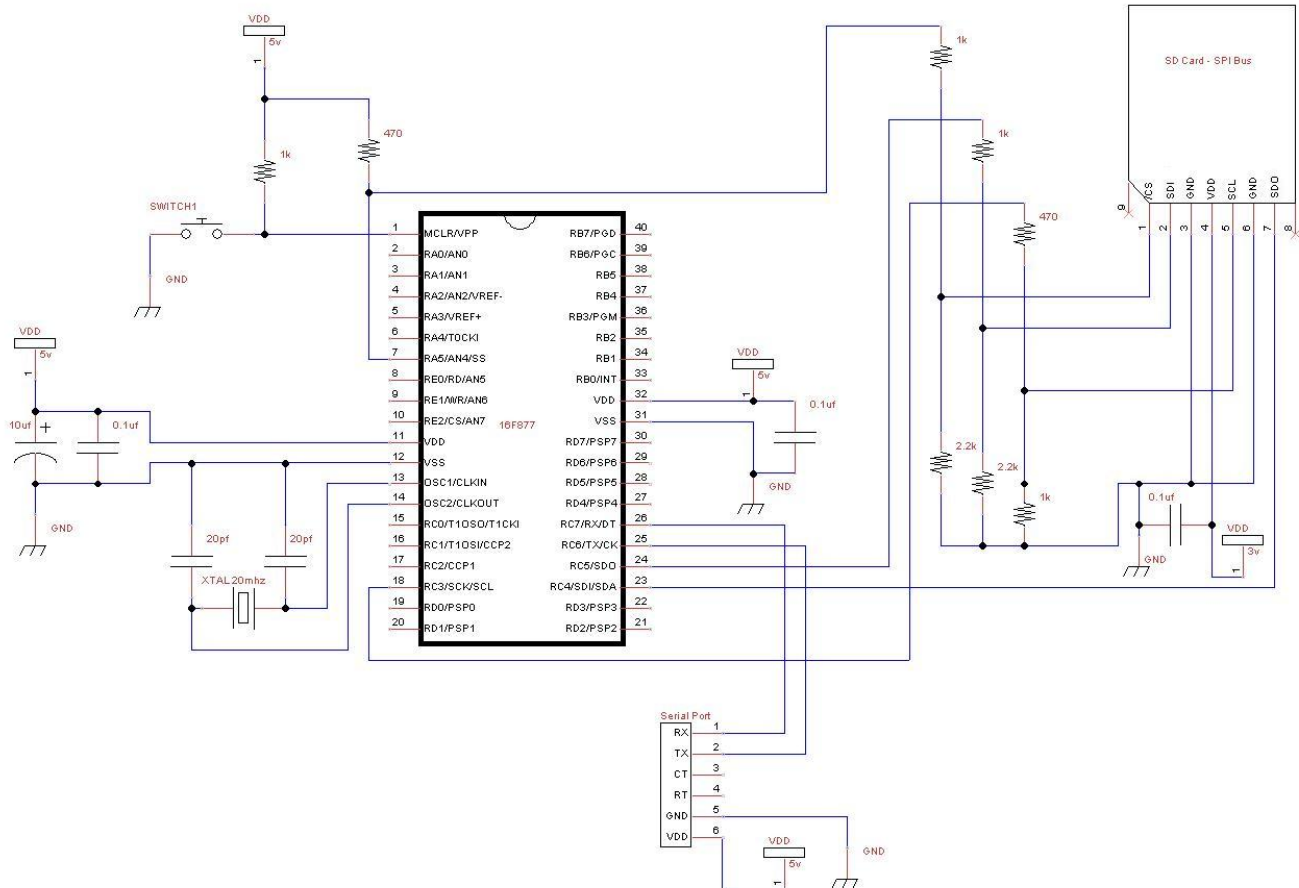 VDD
5v
1
1k
470
SWITCH1
GND
VDD
5v
1
10uf
+
0.1uf
GND
20pf
20pf
XTAL 20mhz
16F877
1 MCLR/VPP
2 RA0/AN0
3 RA1/AN1
4 RA2/AN2/VREF-
5 RA3/VREF+
6 RA4/T0CKI
7 RA5/AN4/SS
8 RE0/RD/AN5
9 RE1/WR/AN6
10 RE2/CS/AN7
11 VDD
12 VSS
13 OSC1/CLKIN
14 OSC2/CLKOUT
15 RC0/T1OSO/T1CKI
16 RC1/T1OSI/CCP2
17 RC2/CCP1
18 RC3/SCK/SCL
19 RD0/PSP0
20 RD1/PSP1
RB7/PGD 40
RB6/PGC 39
RB5 38
RB4 37
RB3/PGM 36
RB2 35
RB1 34
RB0/INT 33
VDD 32
VSS 31
RD7/PSP7 30
RD6/PSP6 29
RD5/PSP5 28
RD4/PSP4 27
RC7/RX/DT 26
RC6/TX/CK 25
RC5/SDO 24
RC4/SDI/SDA 23
RD3/PSP3 22
RD2/PSP2 21
VDD
5v
1
0.1uf
GND
1k
1k
470
2.2k
2.2k
1k
SD Card - SPI Bus
/CS
SDI
GND
VDD
SCL
GND
SDO
9
1
2
3
4
5
6
7
8
0.1uf
GND
VDD
3v
1
Serial Port
RX 1
TX 2
CT 3
RT 4
GND 5
VDD 6
VDD
5v
1
GND